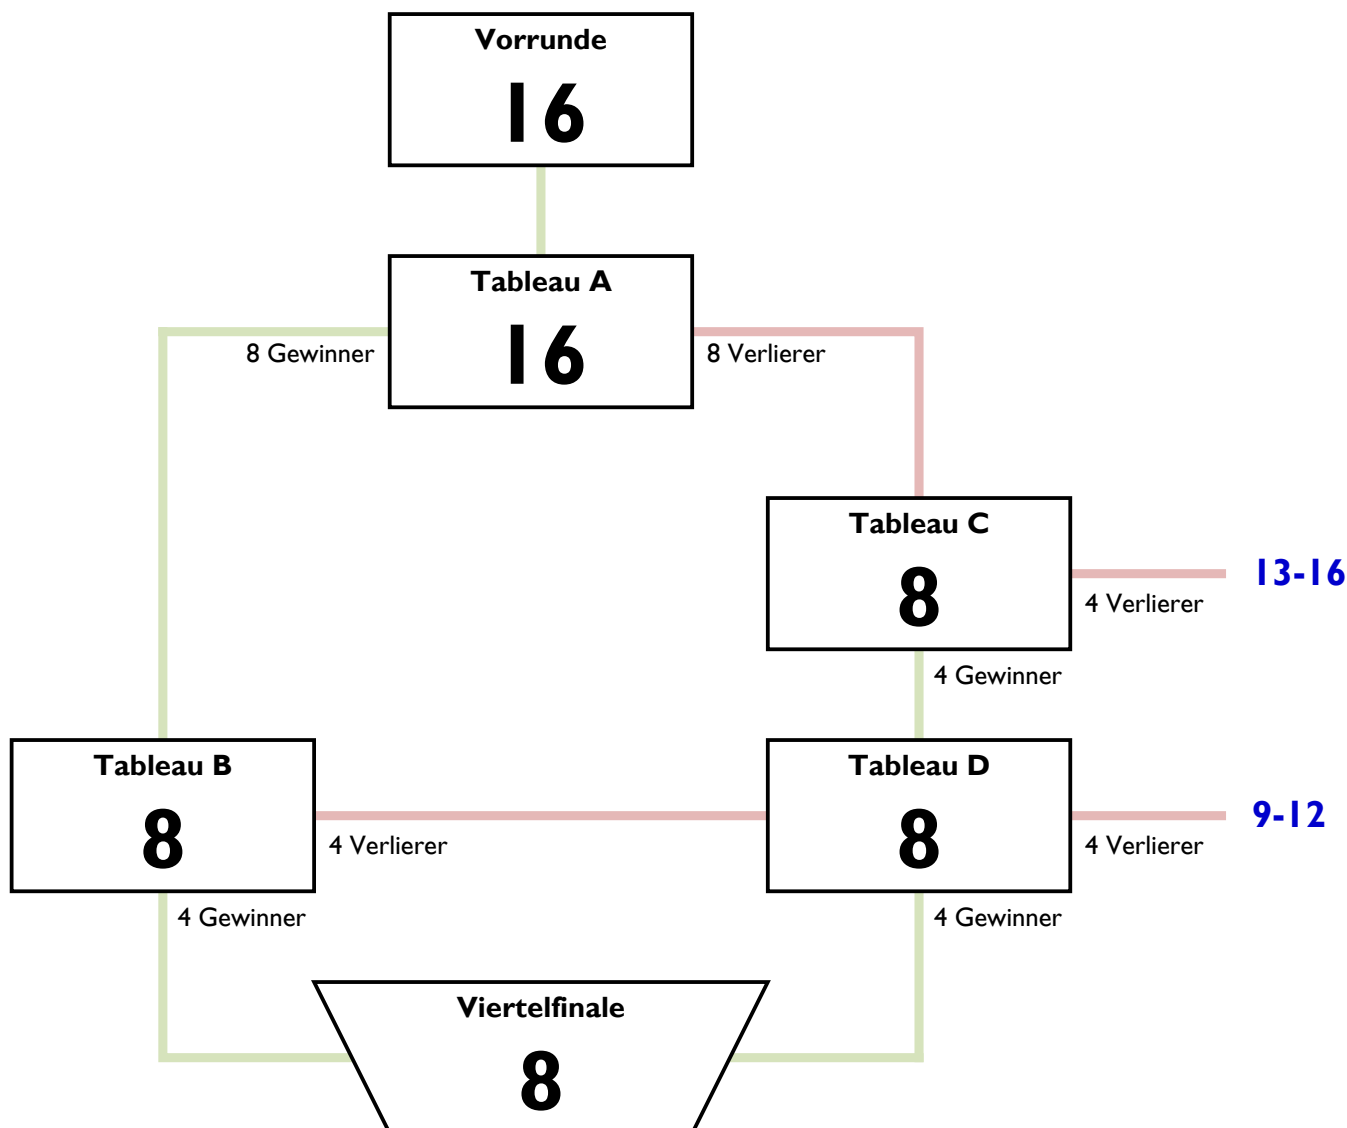 Vorrunde
16
Tableau A
16
8 Gewinner
8 Verlierer
Tableau C
8
13-16
4 Verlierer
4 Gewinner
Tableau B
8
4 Verlierer
4 Gewinner
Tableau D
8
9-12
4 Verlierer
4 Gewinner
Viertelfinale
8